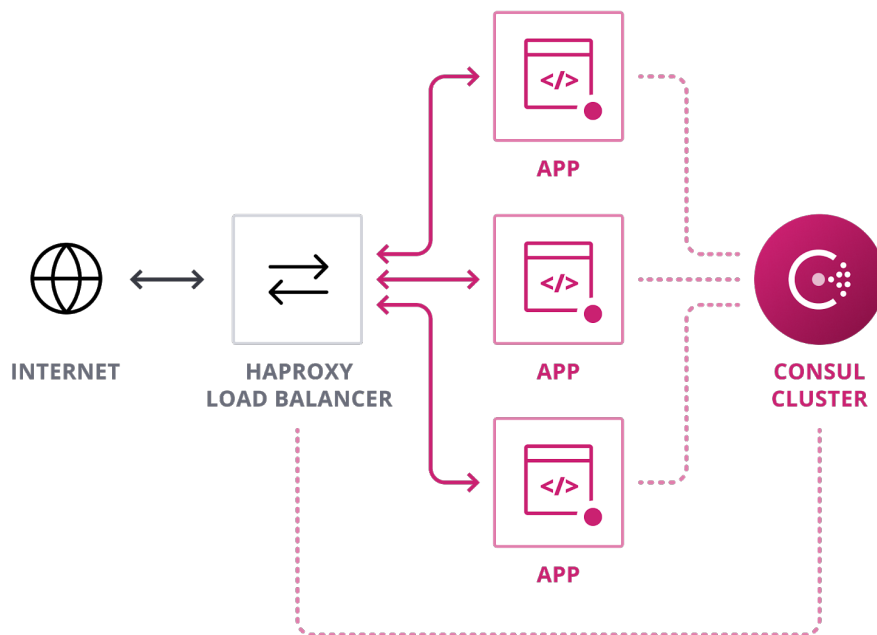 </>
APP
</>
</>
INTERNET
HAPROXY
LOAD BALANCER
APP
CONSUL
CLUSTER
APP